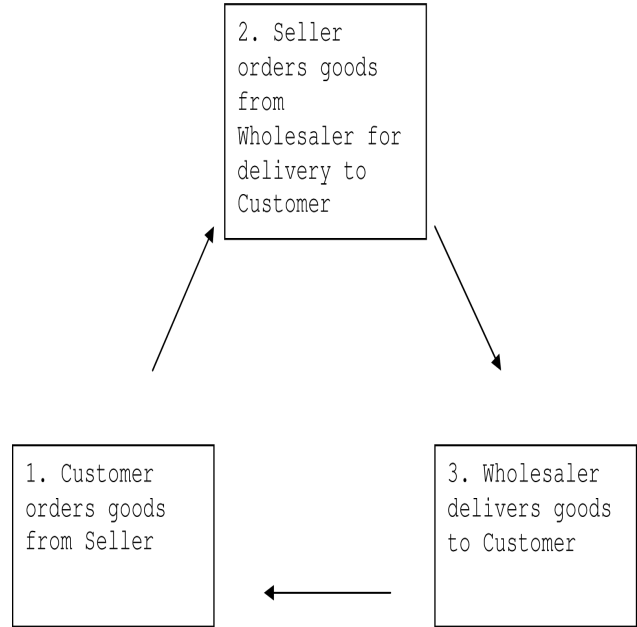 2. Seller
orders goods
from
Wholesaler for
delivery to
Customer
1. Customer
orders goods
from Seller
3. Wholesaler
delivers goods
to Customer